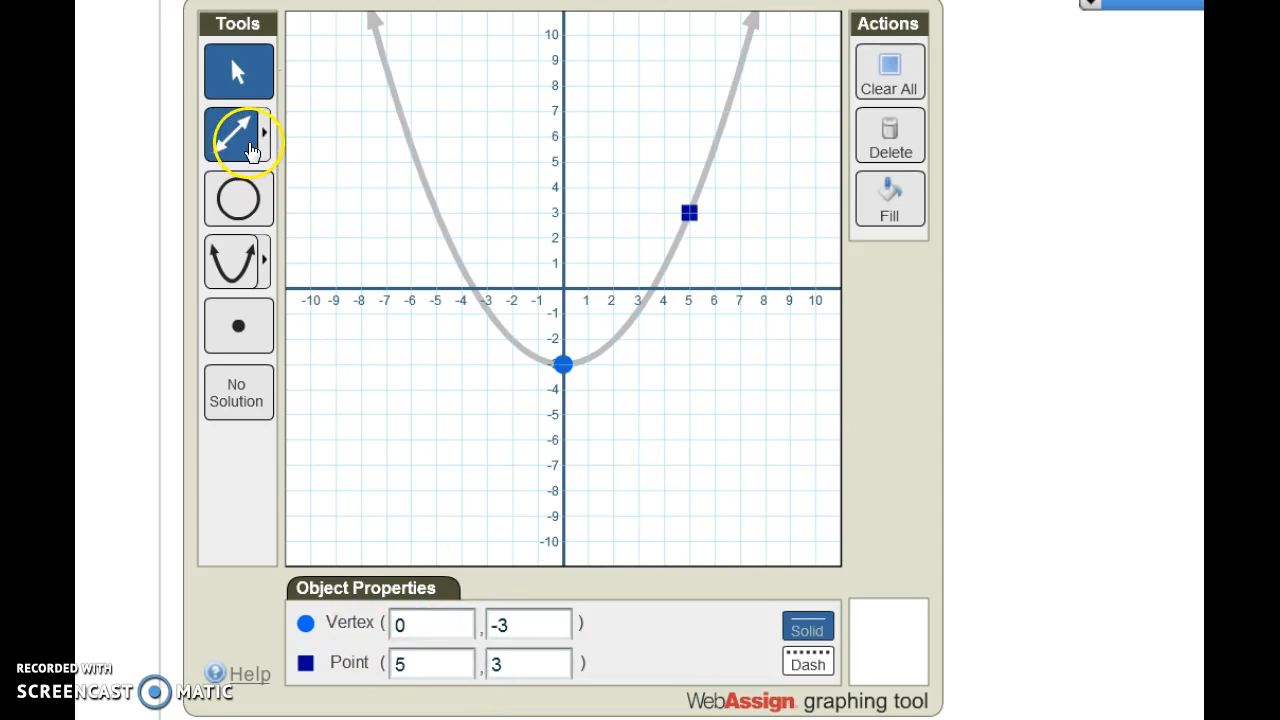 Tools
No
Solution
10
9
8
7
6
5
4
3
2
1
-10 -9 -8 -7 -6 -5 -4 -3 -2 -1 1 2 3 4 5 6 7 8 9 10
-1
-2
-4
-5
-6
-7
-8
-9
-10
Actions
Clear All
Delete
Fill
Object Properties
Vertex ( 0 , -3 )
Point ( 5 , 3 )
Solid
Dash
Help
WebAssign graphing tool
RECORDED WITH
SCREENCAST MATIC